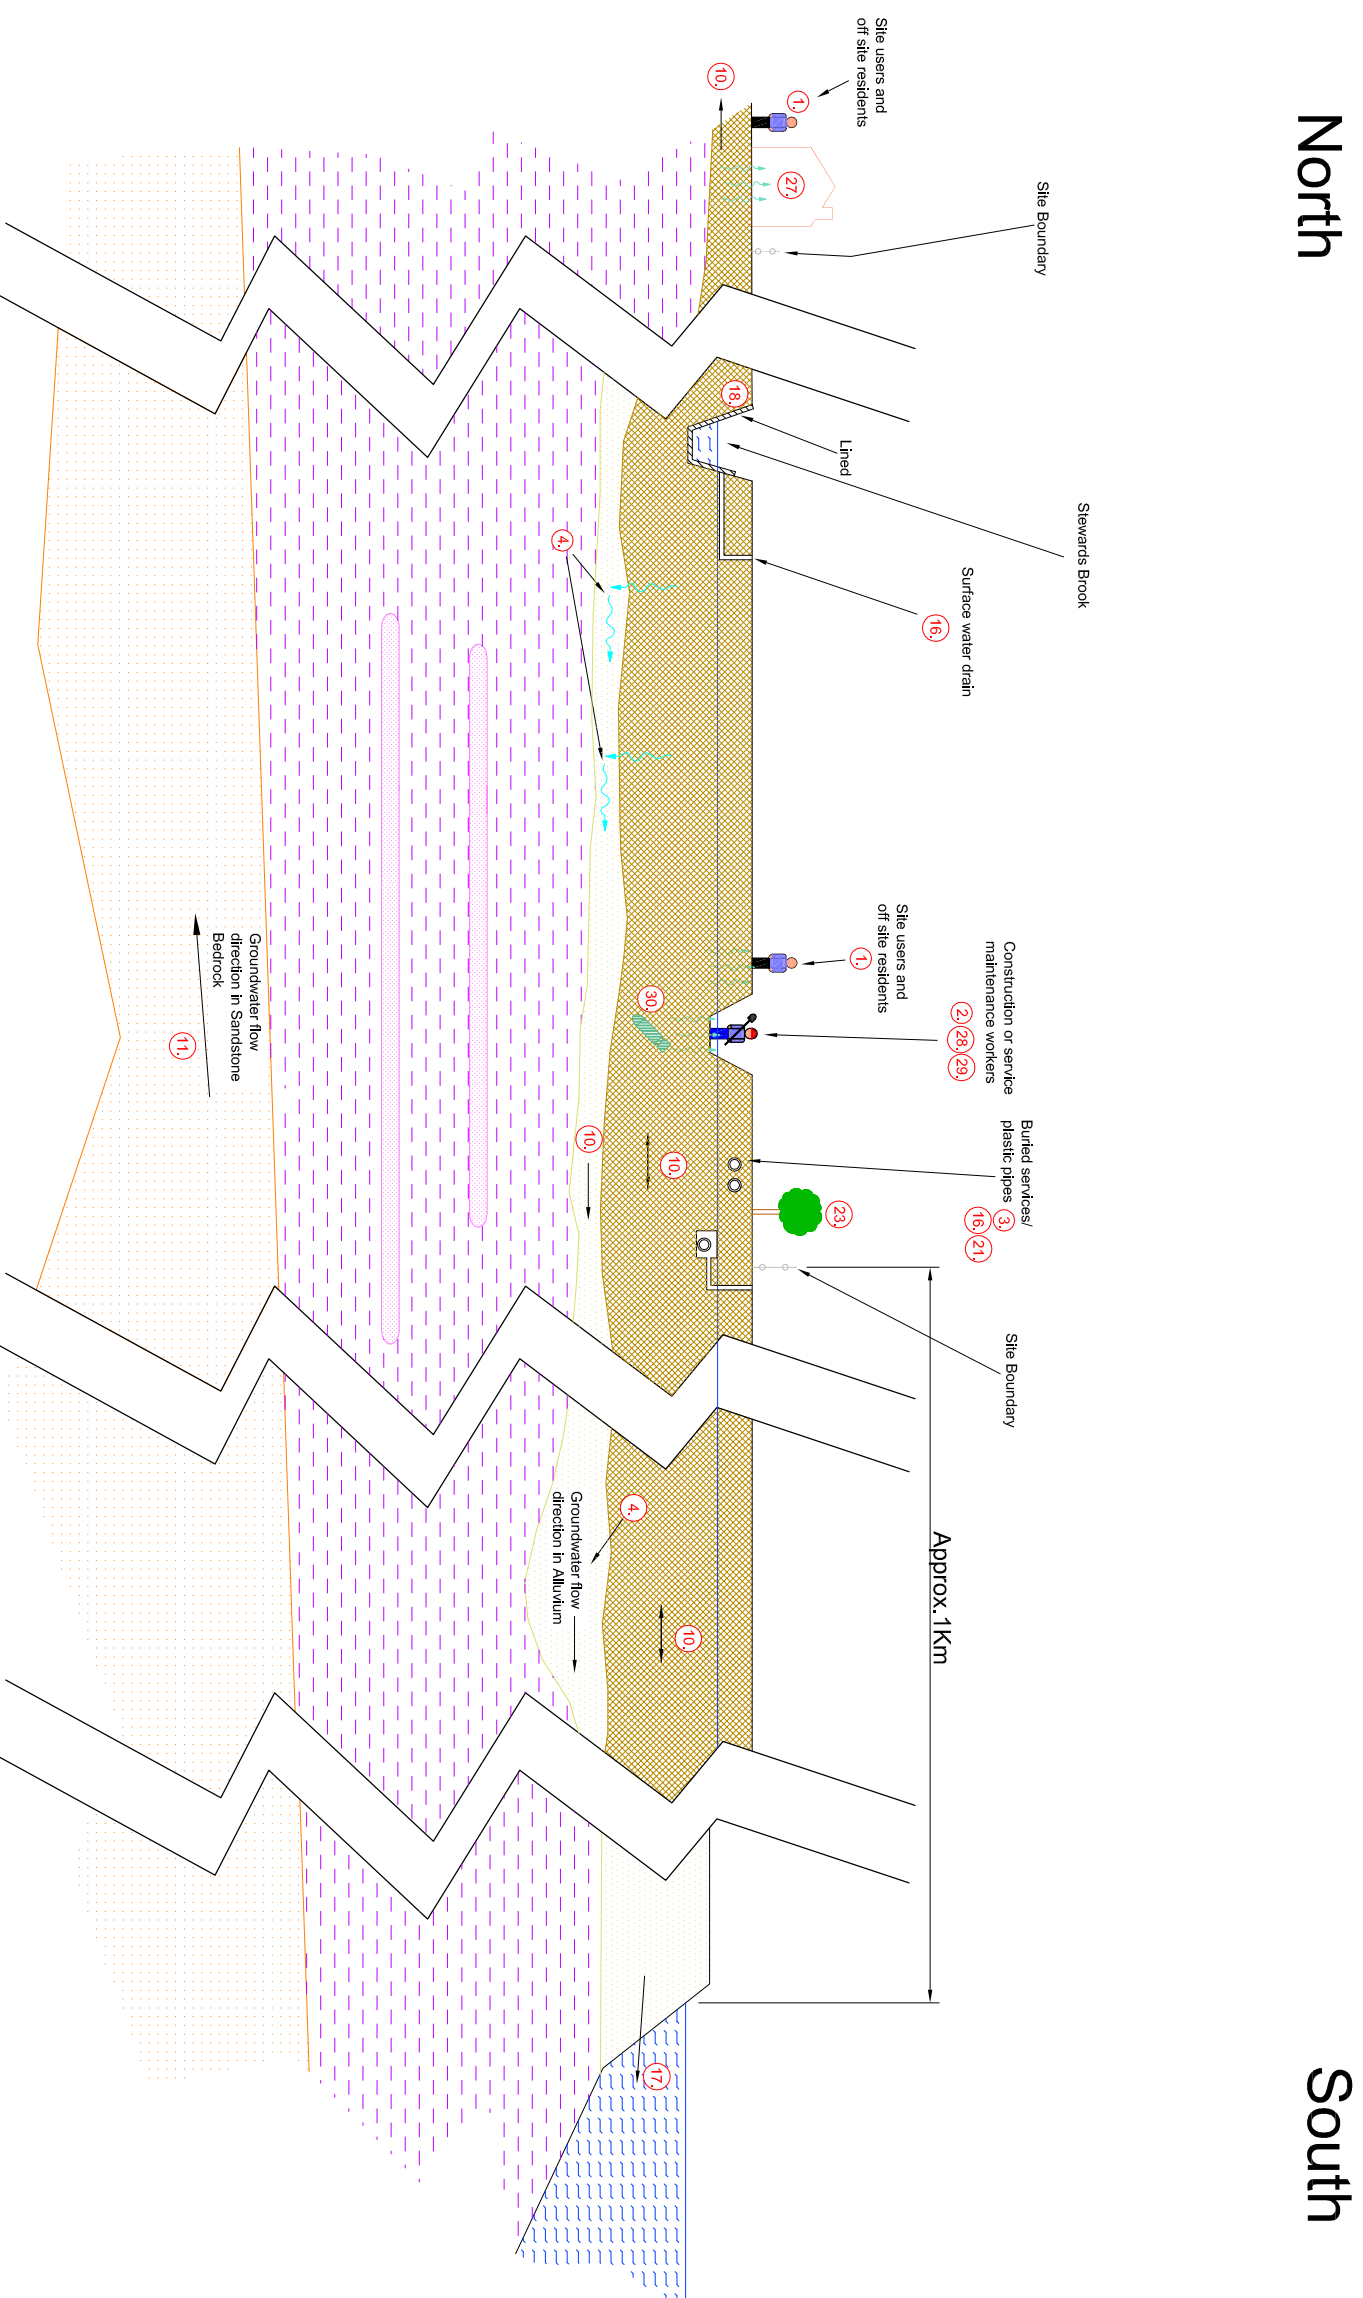 North
South
Site users and
off site residents
1.
10.
27.
Site Boundary
18.
Lined
Stewards Brook
Surface water drain
16.
4.
Site users and
off site residents
1.
Construction or service
maintenance workers
2. 28. 29.
30.
Buried services/
plastic pipes 3.
16. 21.
23.
10.
10.
Site Boundary
Groundwater flow
direction in Sandstone
Bedrock
11.
Approx.1Km
4.
Groundwater flow
direction in Alluvium
10.
17.